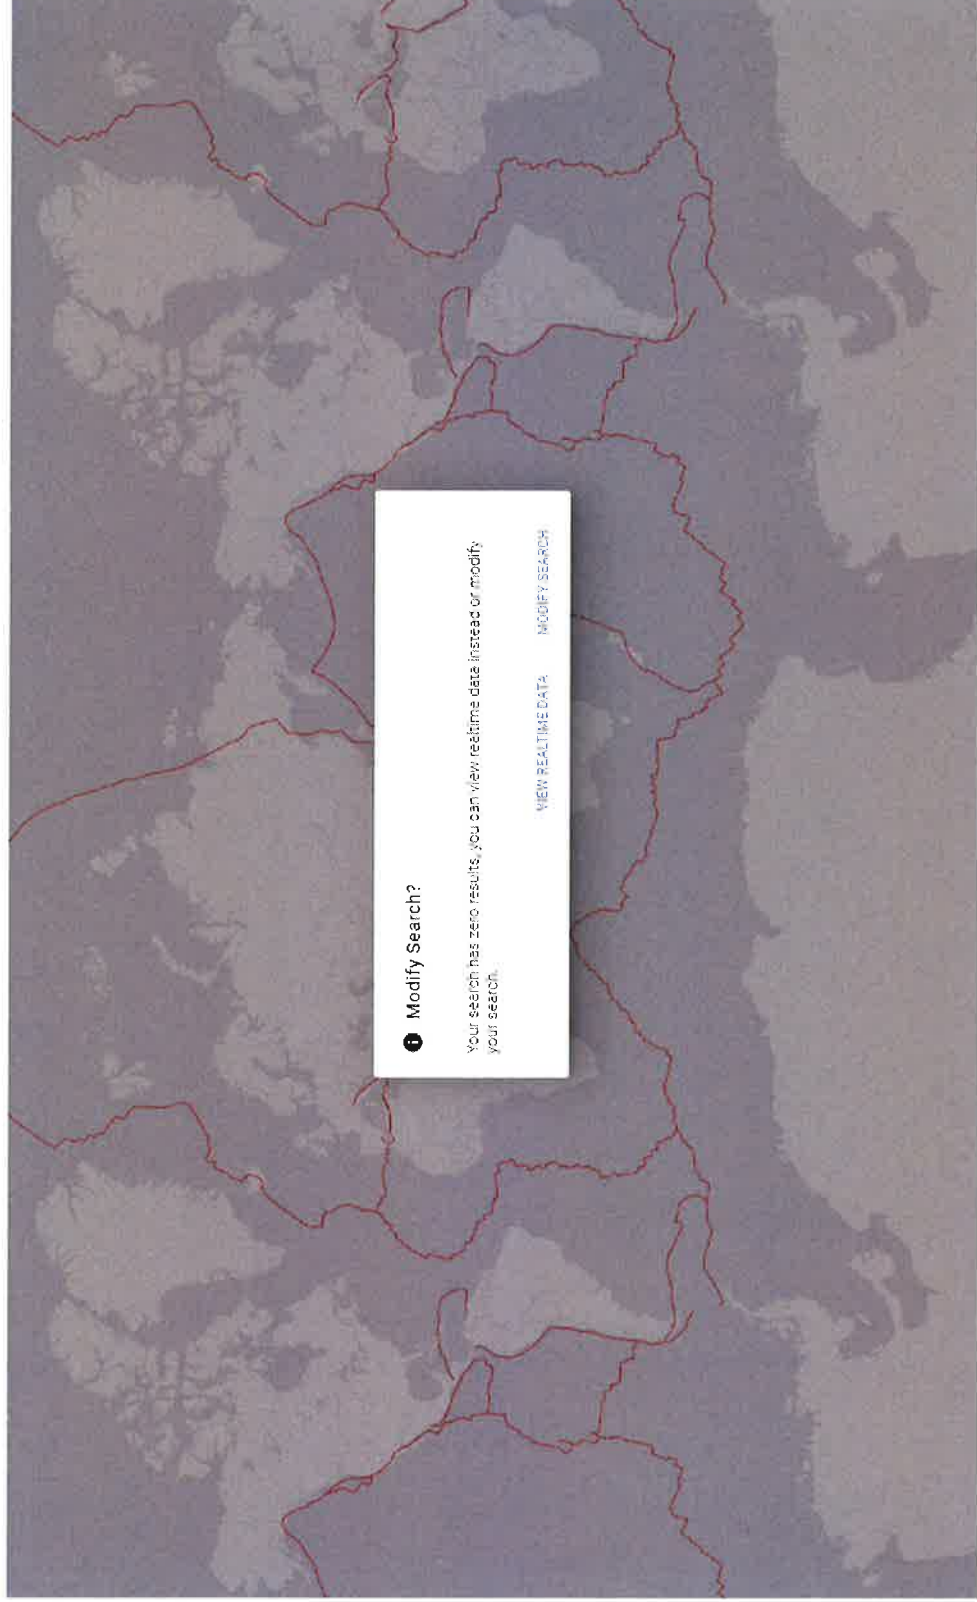 Modify Search?
Your search has zero results, you can view realtime data instead or modify
your search.
VIEW REALTIME DATA MODIFY SEARCH